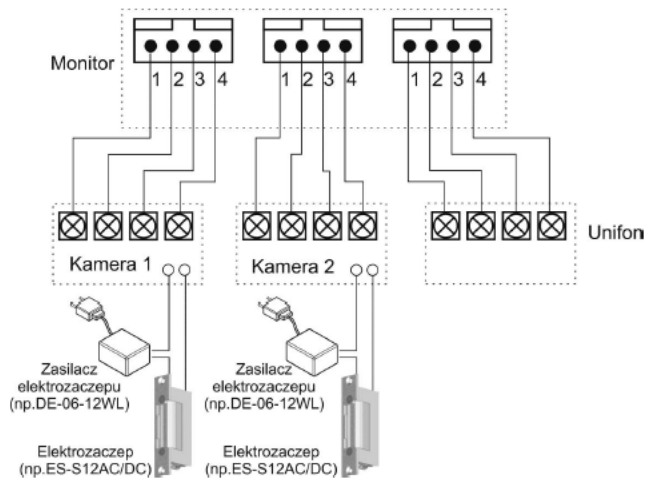 Monitor
1 2 3 4
1 2 3 4
1 2 3 4
Unifon
Kamera 1
Kamera 2
Zasilacz
elektrozaczepu
(np.DE-06-12WL)
Zasilacz
elektrozaczepu
(np.DE-06-12WL)
Elektrozaczep
(np.ES-S12AC/DC)
Elektrozaczep
(np.ES-S12AC/DC)